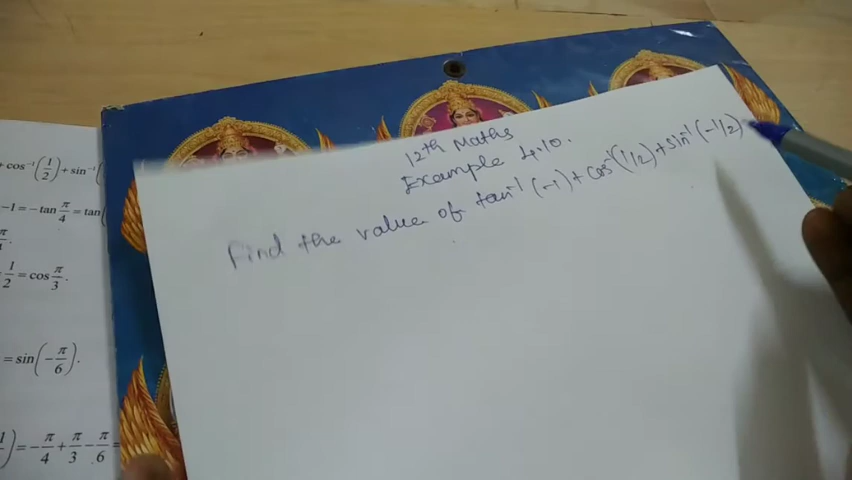 + cos⁻¹(1/2) + sin⁻¹(
-1 = -tan π/4 = tan(
π/4.
1/2 = cos π/3.
= sin(-π/6).
) = -π/4 + π/3 - π/6 =
12th Maths
Example 4.10.
Find the value of tan⁻¹(-1) + cos⁻¹(1/2) + sin⁻¹(-1/2)